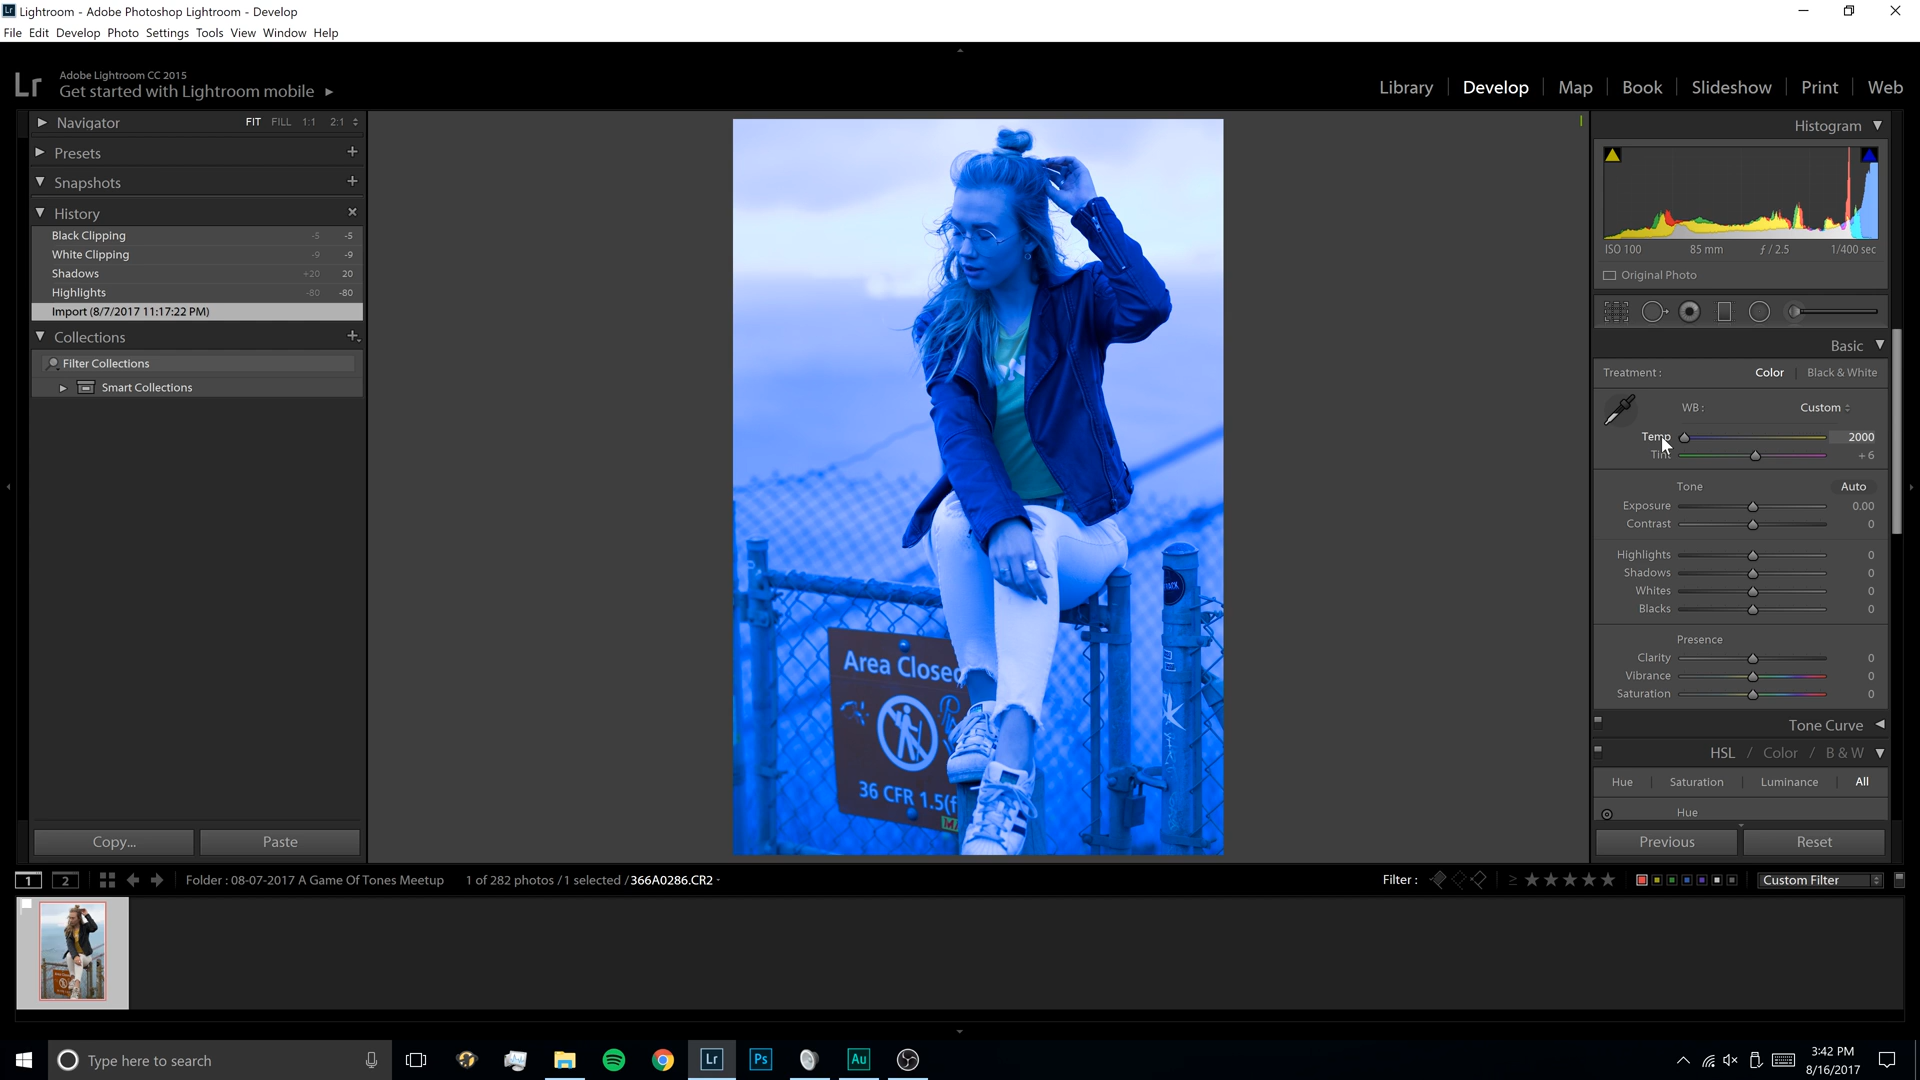 Lightroom - Adobe Photoshop Lightroom - Develop
File Edit Develop Photo Settings Tools View Window Help
Lr
Adobe Lightroom CC 2015
Get started with Lightroom mobile
Library
Develop
Map
Book
Slideshow
Print
Web
Navigator
FIT
FILL
1:1
2:1
Presets
Snapshots
History
Black Clipping -5 -5
White Clipping -9 -9
Shadows +20 20
Highlights -80 -80
Import (8/7/2017 11:17:22 PM)
Collections
Filter Collections
Smart Collections
Copy...
Paste
Area Closed
36 CFR 1.5(f
Histogram
ISO 100
85 mm
f / 2.5
1/400 sec
Original Photo
Basic
Treatment :
Color
Black & White
WB :
Custom
Temp 2000
Tint + 6
Tone
Auto
Exposure 0.00
Contrast 0
Highlights 0
Shadows 0
Whites 0
Blacks 0
Presence
Clarity 0
Vibrance 0
Saturation 0
Tone Curve
HSL / Color / B & W
Hue
Saturation
Luminance
All
Hue
Previous
Reset
1
2
Folder : 08-07-2017 A Game Of Tones Meetup
1 of 282 photos / 1 selected / 366A0286.CR2
Filter :
Custom Filter
Type here to search
Lr
Ps
Au
3:42 PM
8/16/2017